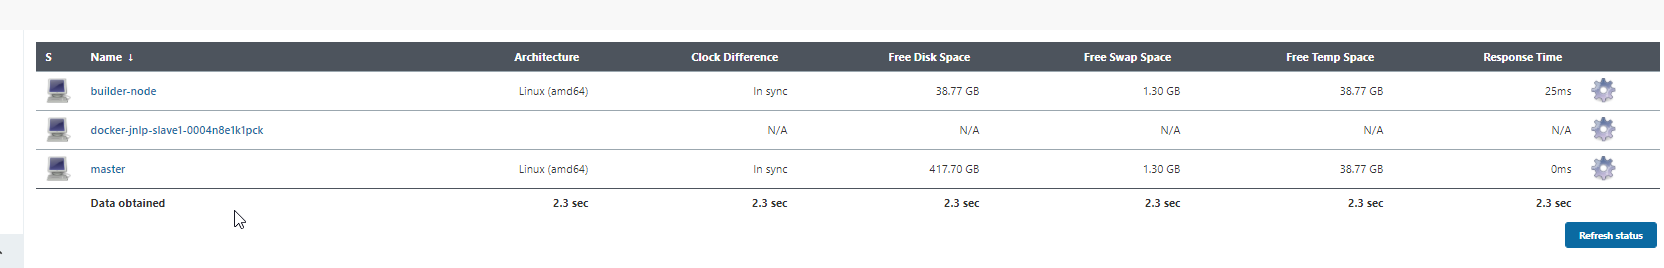 S Name ↓ Architecture Clock Difference Free Disk Space Free Swap Space Free Temp Space Response Time
builder-node Linux (amd64) In sync 38.77 GB 1.30 GB 38.77 GB 25ms
docker-jnlp-slave1-0004n8e1k1pck N/A N/A N/A N/A N/A
master Linux (amd64) In sync 417.70 GB 1.30 GB 38.77 GB 0ms
Data obtained 2.3 sec 2.3 sec 2.3 sec 2.3 sec 2.3 sec 2.3 sec
Refresh status